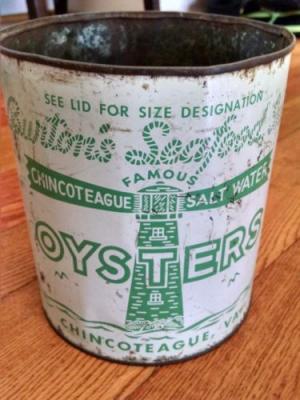 SEE LID FOR SIZE DESIGNATION
Burton's Seafood
FAMOUS
CHINCOTEAGUE SALT WATER
OYSTERS
CHINCOTEAGUE, VA.